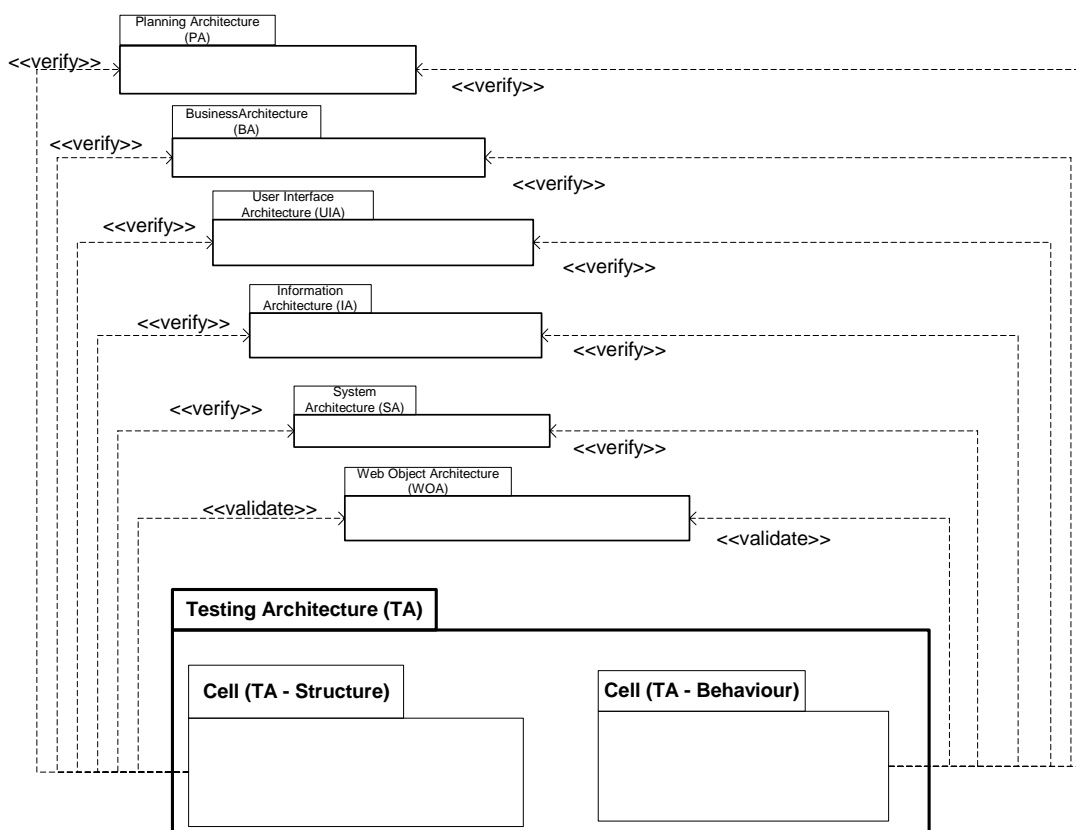 Planning Architecture
(PA)
<<verify>>
<<verify>>
BusinessArchitecture
(BA)
<<verify>>
<<verify>>
User Interface
Architecture (UIA)
<<verify>>
<<verify>>
Information
Architecture (IA)
<<verify>>
<<verify>>
System
Architecture (SA)
<<verify>>
<<verify>>
Web Object Architecture
(WOA)
<<validate>>
<<validate>>
Testing Architecture (TA)
Cell (TA - Structure)
Cell (TA - Behaviour)